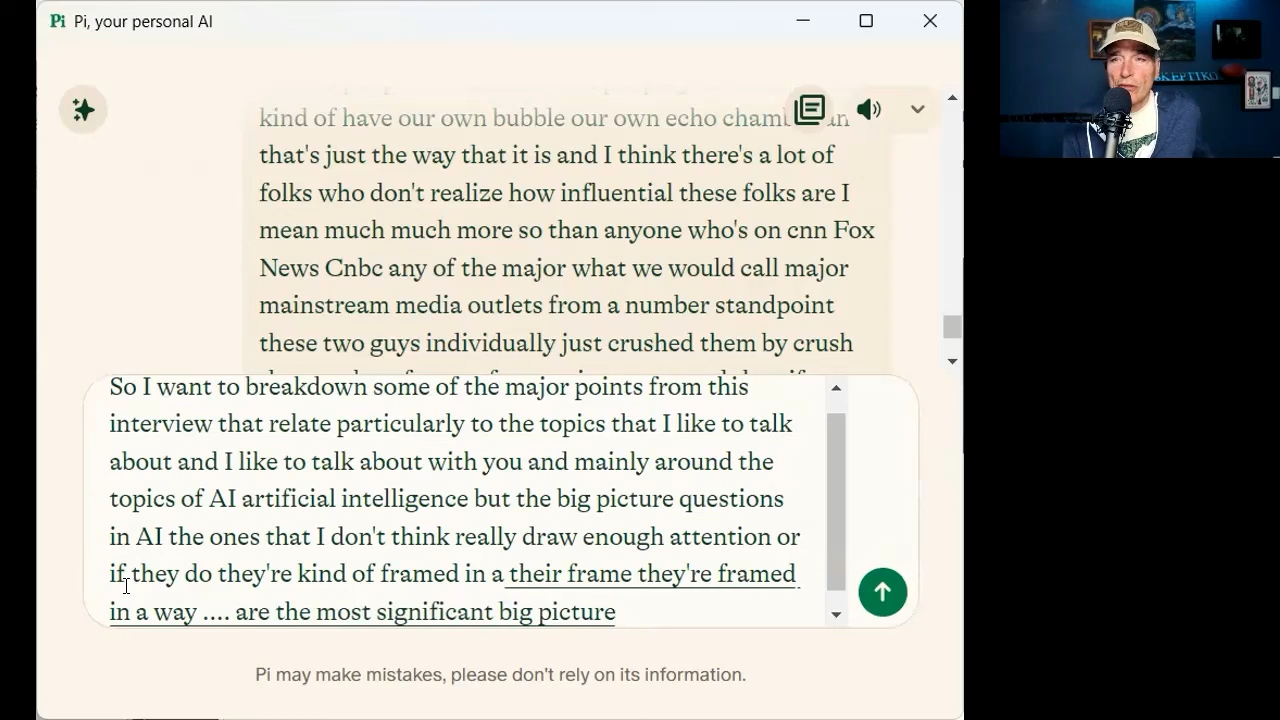 Pi Pi, your personal AI
kind of have our own bubble our own echo
that's just the way that it is and I think there's a lot of
folks who don't realize how influential these folks are I
mean much much more so than anyone who's on cnn Fox
News Cnbc any of the major what we would call major
mainstream media outlets from a number standpoint
these two guys individually just crushed them by crush
So I want to breakdown some of the major points from this
interview that relate particularly to the topics that I like to talk
about and I like to talk about with you and mainly around the
topics of AI artificial intelligence but the big picture questions
in AI the ones that I don't think really draw enough attention or
if they do they're kind of framed in a their frame they're framed
in a way .... are the most significant big picture
Pi may make mistakes, please don't rely on its information.
SKEPTIKO